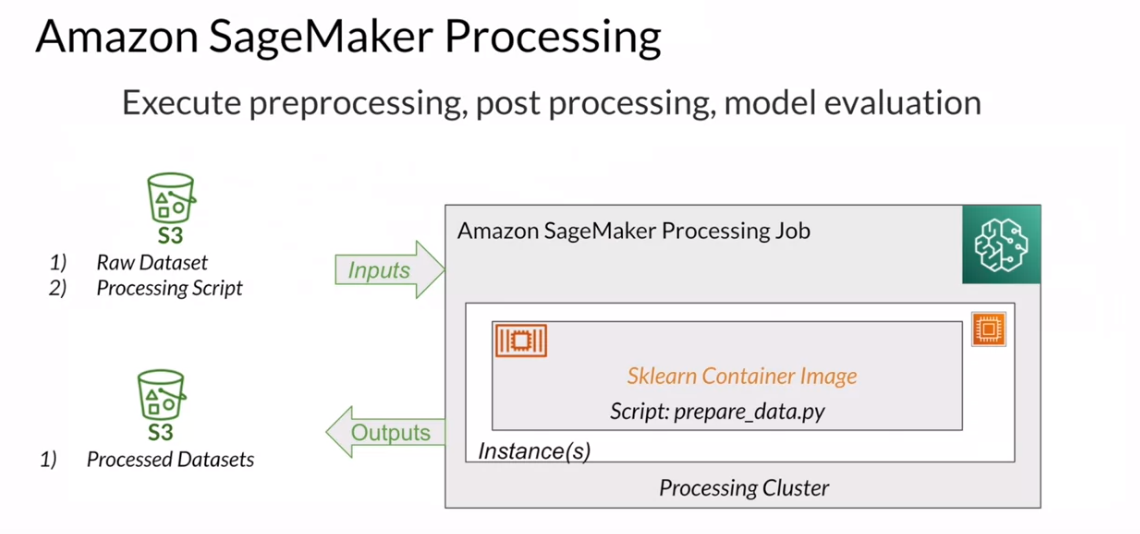 Amazon SageMaker Processing
Execute preprocessing, post processing, model evaluation
S3
1) Raw Dataset
2) Processing Script
Inputs
Amazon SageMaker Processing Job
Sklearn Container Image
Script: prepare_data.py
Instance(s)
Processing Cluster
Outputs
S3
1) Processed Datasets